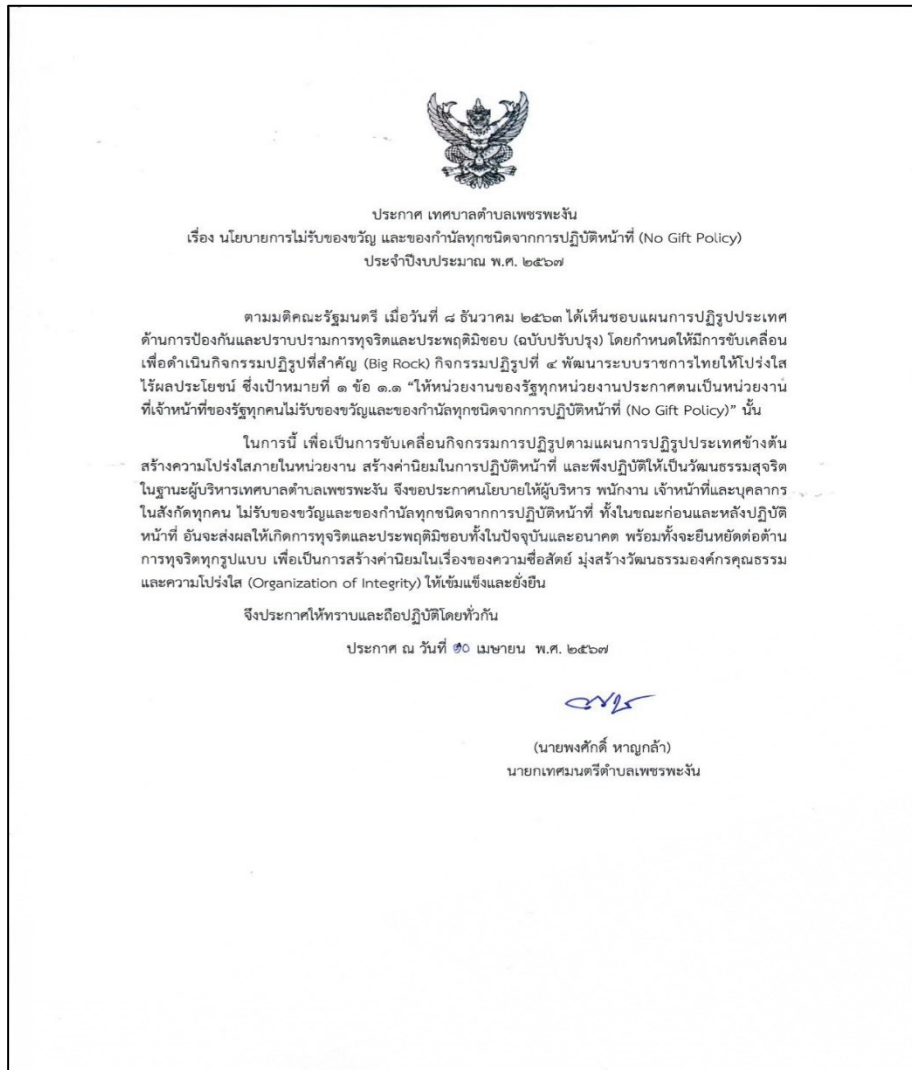 ประกาศ เทศบาลตำบลเพชรพะงัน
เรื่อง นโยบายการไม่รับของขวัญ และของกำนัลทุกชนิดจากการปฏิบัติหน้าที่ (No Gift Policy)
ประจำปีงบประมาณ พ.ศ. ๒๕๖๗
ตามมติคณะรัฐมนตรี เมื่อวันที่ ๘ ธันวาคม ๒๕๖๓ ได้เห็นชอบแผนการปฏิรูปประเทศ
ด้านการป้องกันและปราบปรามการทุจริตและประพฤติมิชอบ (ฉบับปรับปรุง) โดยกำหนดให้มีการขับเคลื่อน
เพื่อดำเนินกิจกรรมปฏิรูปที่สำคัญ (Big Rock) กิจกรรมปฏิรูปที่ ๔ พัฒนาระบบราชการไทยให้โปร่งใส
ไร้ผลประโยชน์ ซึ่งเป้าหมายที่ ๑ ข้อ ๑.๑ “ให้หน่วยงานของรัฐทุกหน่วยงานประกาศตนเป็นหน่วยงาน
ที่เจ้าหน้าที่ของรัฐทุกคนไม่รับของขวัญและของกำนัลทุกชนิดจากการปฏิบัติหน้าที่ (No Gift Policy)” นั้น
ในการนี้ เพื่อเป็นการขับเคลื่อนกิจกรรมการปฏิรูปตามแผนการปฏิรูปประเทศข้างต้น
สร้างความโปร่งใสภายในหน่วยงาน สร้างค่านิยมในการปฏิบัติหน้าที่ และพึงปฏิบัติให้เป็นวัฒนธรรมสุจริต
ในฐานะผู้บริหารเทศบาลตำบลเพชรพะงัน จึงขอประกาศนโยบายให้ผู้บริหาร พนักงาน เจ้าหน้าที่และบุคลากร
ในสังกัดทุกคน ไม่รับของขวัญและของกำนัลทุกชนิดจากการปฏิบัติหน้าที่ ทั้งในขณะก่อนและหลังปฏิบัติ
หน้าที่ อันจะส่งผลให้เกิดการทุจริตและประพฤติมิชอบทั้งในปัจจุบันและอนาคต พร้อมทั้งจะยืนหยัดต่อต้าน
การทุจริตทุกรูปแบบ เพื่อเป็นการสร้างค่านิยมในเรื่องของความซื่อสัตย์ มุ่งสร้างวัฒนธรรมองค์กรคุณธรรม
และความโปร่งใส (Organization of Integrity) ให้เข้มแข็งและยั่งยืน
จึงประกาศให้ทราบและถือปฏิบัติโดยทั่วกัน
ประกาศ ณ วันที่ เมษายน พ.ศ. ๒๕๖๗
(นายพงศักดิ์ หาญกล้า)
นายกเทศมนตรีตำบลเพชรพะงัน